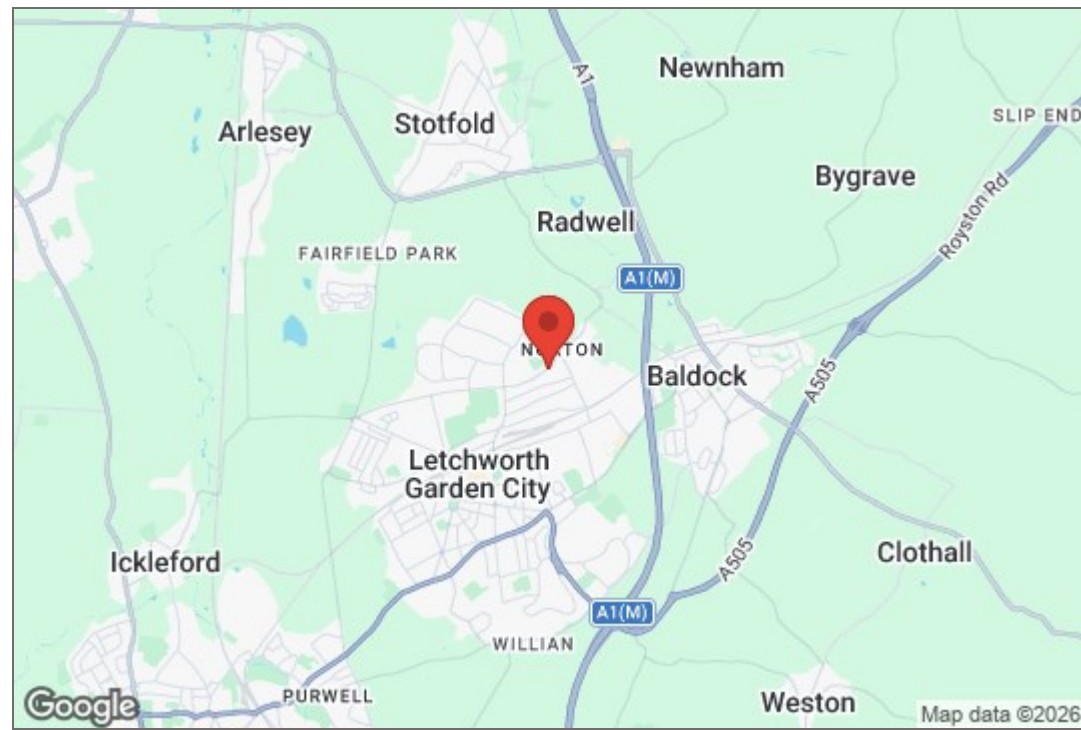 Newnham
A1
SLIP END
Stotfold
Arlesey
Bygrave
Royston Rd
Radwell
FAIRFIELD PARK
A1(M)
NORTON
Baldock
A505
Letchworth
Garden City
Ickleford
A505
Clothall
A1(M)
WILLIAN
PURWELL
Weston
Google
Map data ©2026